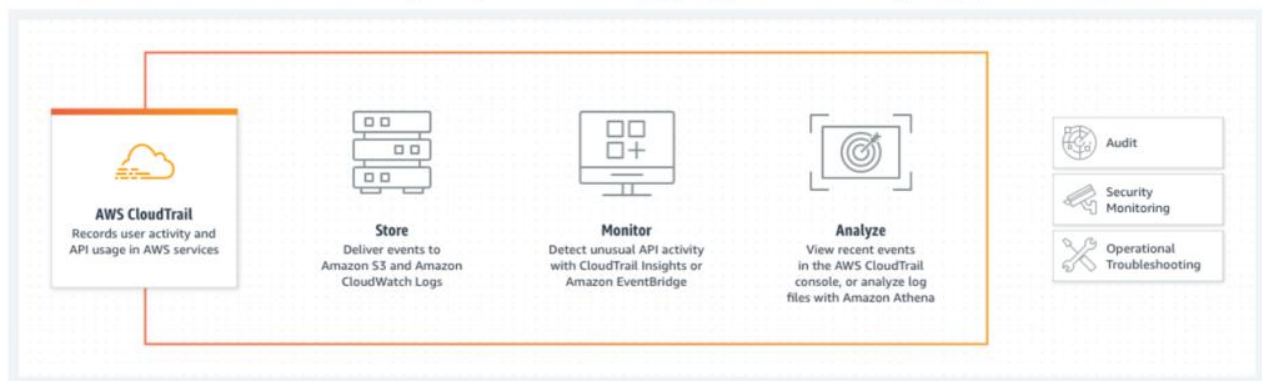 AWS CloudTrail
Records user activity and
API usage in AWS services
Store
Deliver events to
Amazon S3 and Amazon
CloudWatch Logs
Monitor
Detect unusual API activity
with CloudTrail Insights or
Amazon EventBridge
Analyze
View recent events
in the AWS CloudTrail
console, or analyze log
files with Amazon Athena
Audit
Security
Monitoring
Operational
Troubleshooting